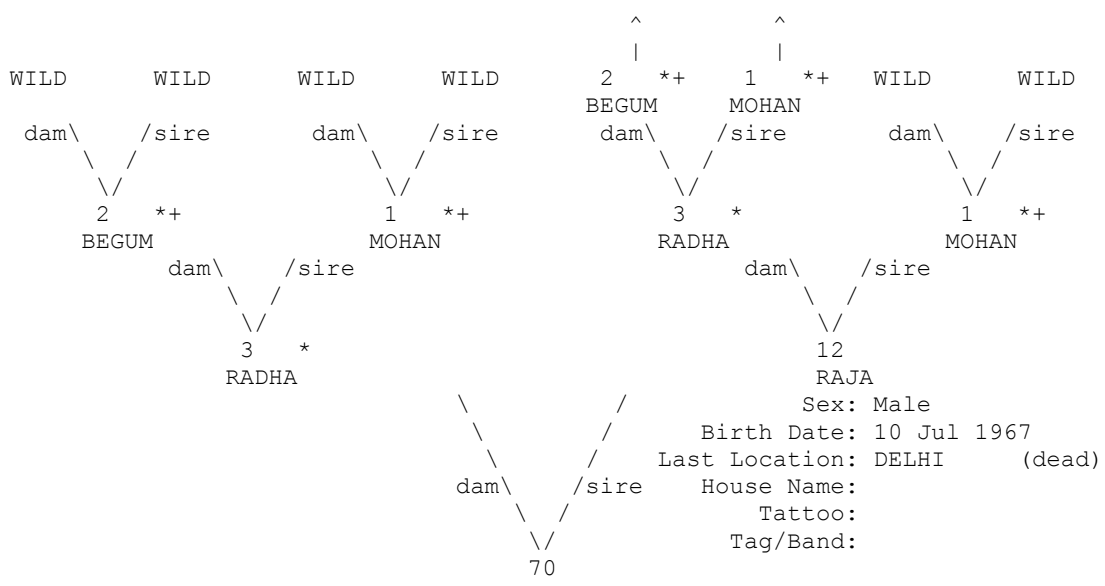 ^ ^
| |
WILD WILD WILD WILD 2 *+ 1 *+ WILD WILD
BEGUM MOHAN
dam\ /sire dam\ /sire dam\ /sire dam\ /sire
\ / \ / \ / \ /
\/ \/ \/ \/
2 *+ 1 *+ 3 * 1 *+
BEGUM MOHAN RADHA MOHAN
dam\ /sire dam\ /sire
\ / \ /
\/ \/
3 * 12
RADHA RAJA
\ / Sex: Male
\ / Birth Date: 10 Jul 1967
\ / Last Location: DELHI (dead)
dam\ /sire House Name:
\ / Tattoo:
\/ Tag/Band:
70